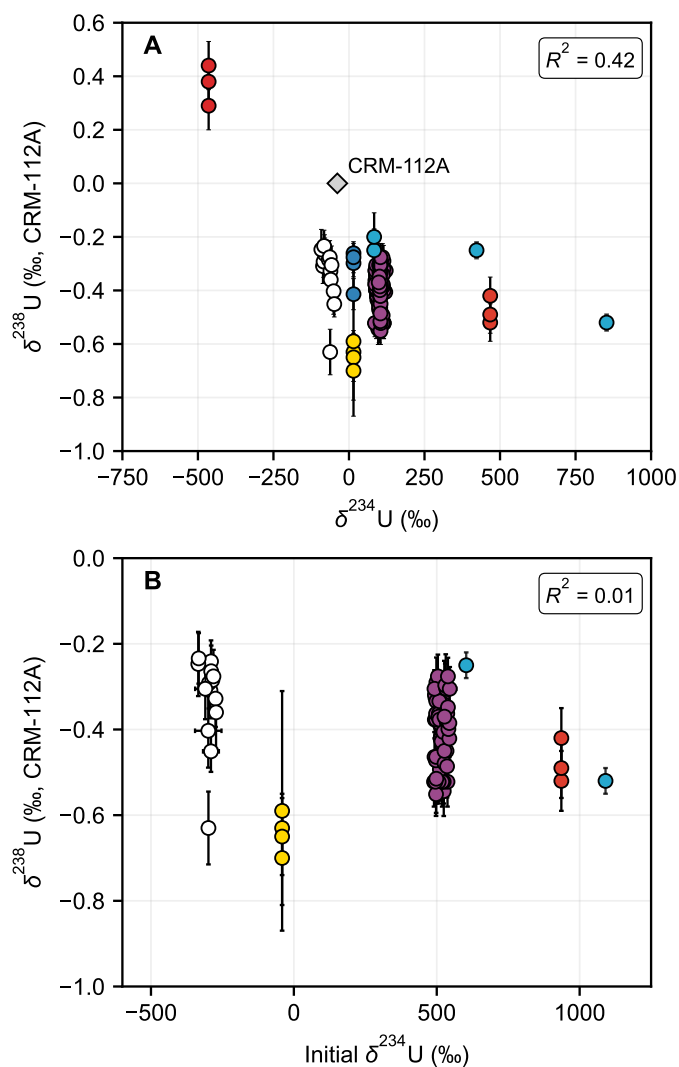 A
R² = 0.42
CRM-112A
0.6
0.4
0.2
0.0
−0.2
−0.4
−0.6
−0.8
−1.0
δ²³⁸U (‰, CRM-112A)
−750 −500 −250 0 250 500 750 1000
δ²³⁴U (‰)
B
R² = 0.01
0.0
−0.2
−0.4
−0.6
−0.8
−1.0
δ²³⁸U (‰, CRM-112A)
−500 0 500 1000
Initial δ²³⁴U (‰)